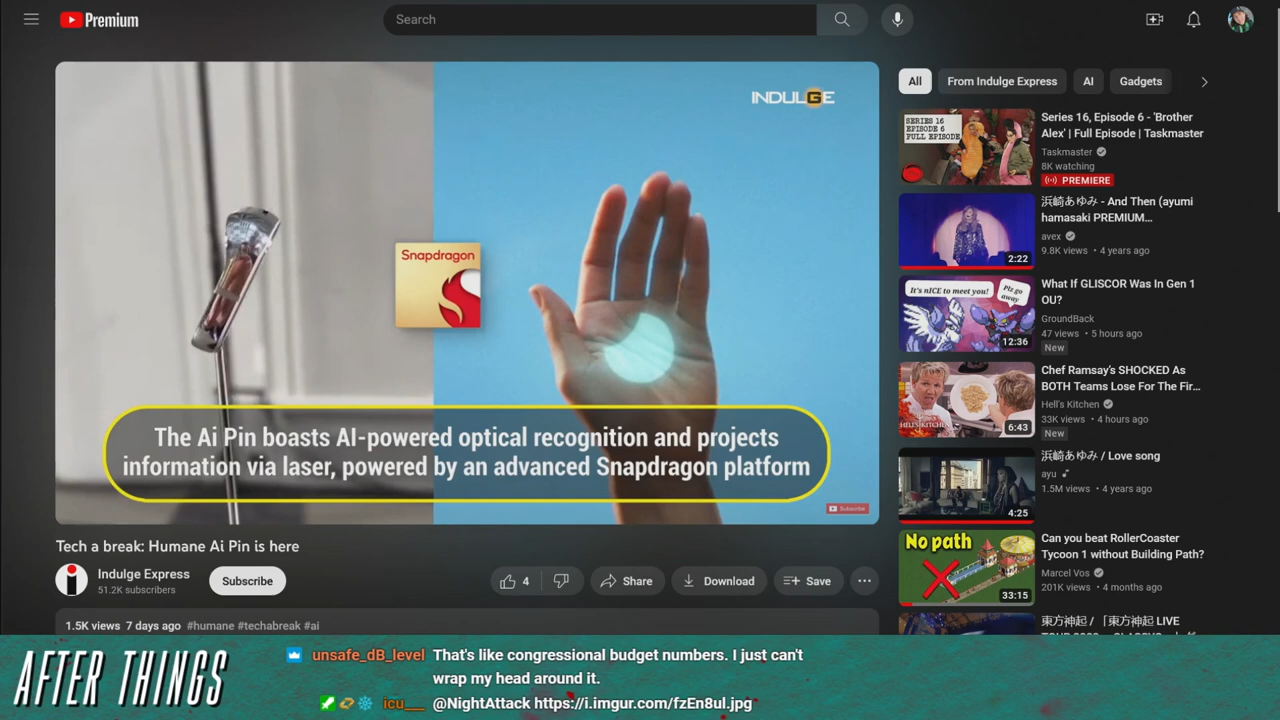 Premium
Search
INDULGE
Snapdragon
The Ai Pin boasts AI-powered optical recognition and projects
information via laser, powered by an advanced Snapdragon platform
Subscribe
Tech a break: Humane Ai Pin is here
Indulge Express
51.2K subscribers
Subscribe
4
Share
Download
Save
1.5K views 7 days ago #humane #techabreak #ai
All
From Indulge Express
AI
Gadgets
SERIES 16
EPISODE 6
FULL EPISODE
Series 16, Episode 6 - 'Brother
Alex' | Full Episode | Taskmaster
Taskmaster
8K watching
PREMIERE
2:22
浜崎あゆみ - And Then (ayumi
hamasaki PREMIUM…
avex
9.8K views • 4 years ago
It's nICE to meet you!
Plz go
away
12:36
What If GLISCOR Was In Gen 1
OU?
GroundBack
47 views • 5 hours ago
New
HELL'S KITCHEN
6:43
Chef Ramsay's SHOCKED As
BOTH Teams Lose For The Fir…
Hell's Kitchen
33K views • 4 hours ago
New
4:25
浜崎あゆみ / Love song
ayu
1.5M views • 4 years ago
No path
33:15
Can you beat RollerCoaster
Tycoon 1 without Building Path?
Marcel Vos
201K views • 4 months ago
東方神起 / 「東方神起 LIVE
AFTER THINGS
unsafe_dB_level That's like congressional budget numbers. I just can't
wrap my head around it.
icu___ @NightAttack https://i.imgur.com/fzEn8ul.jpg